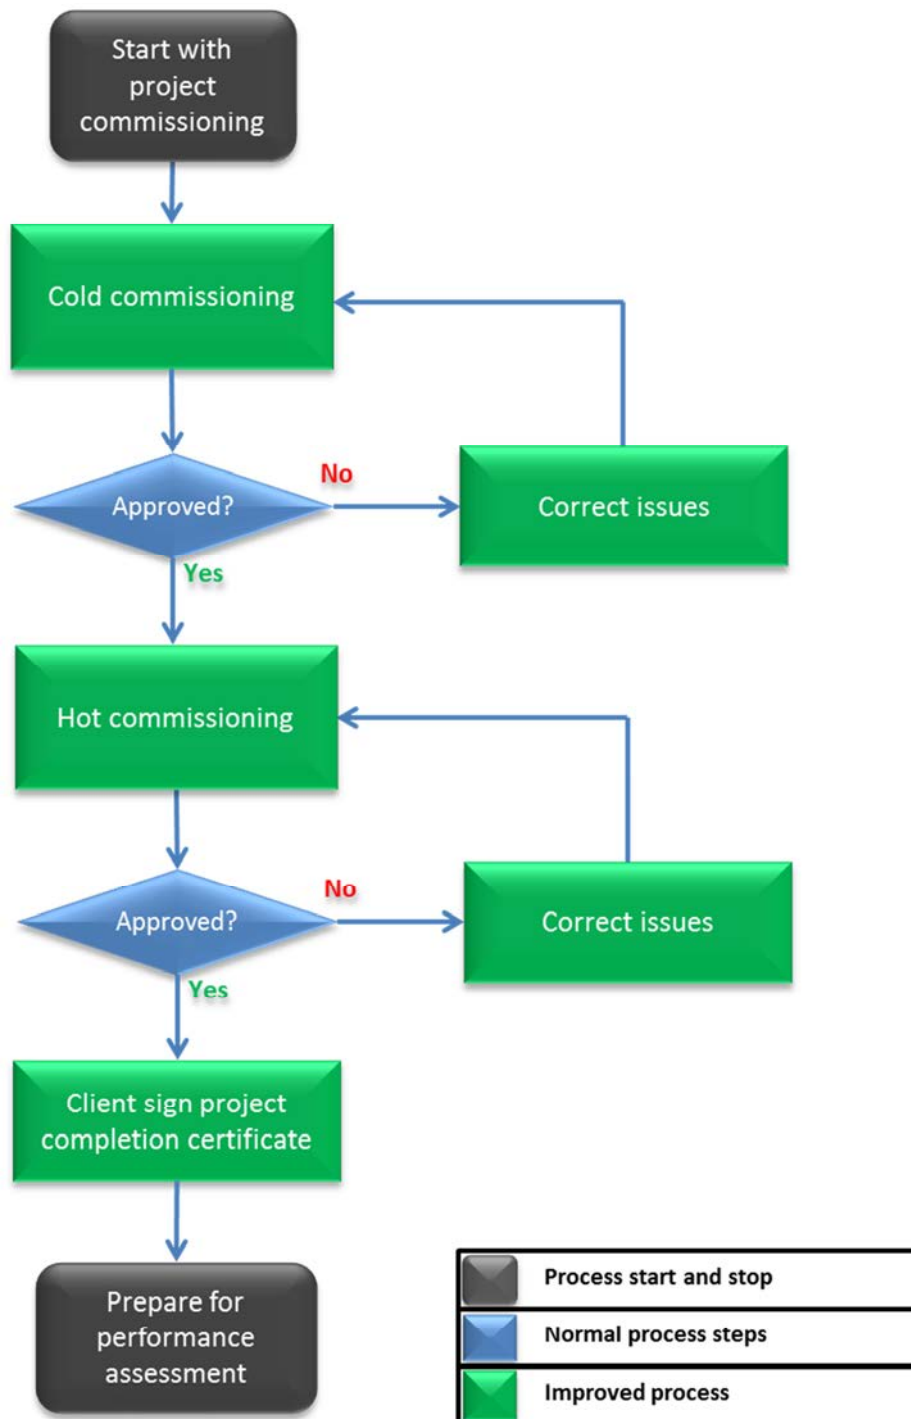 Start with
project
commissioning
Cold commissioning
Approved?
No
Correct issues
Yes
Hot commissioning
Approved?
No
Correct issues
Yes
Client sign project
completion certificate
Prepare for
performance
assessment
Process start and stop
Normal process steps
Improved process